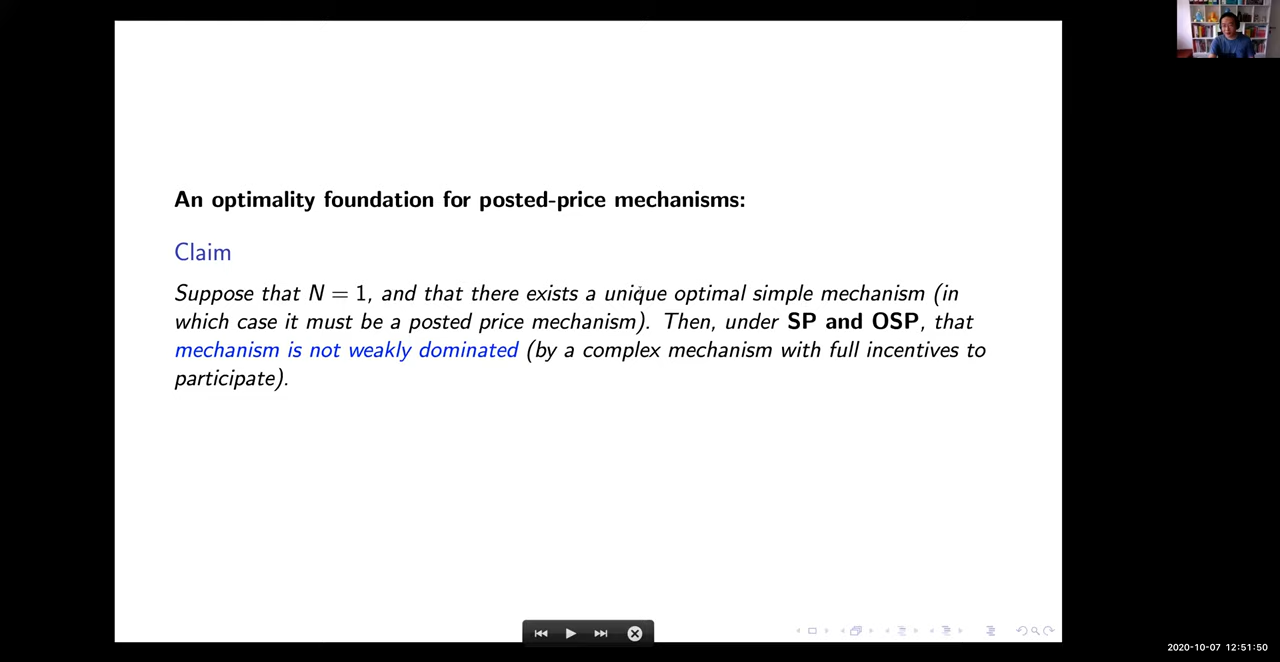 An optimality foundation for posted-price mechanisms:
Claim
Suppose that N = 1, and that there exists a unique optimal simple mechanism (in
which case it must be a posted price mechanism). Then, under SP and OSP, that
mechanism is not weakly dominated (by a complex mechanism with full incentives to
participate).
2020-10-07 12:51:50